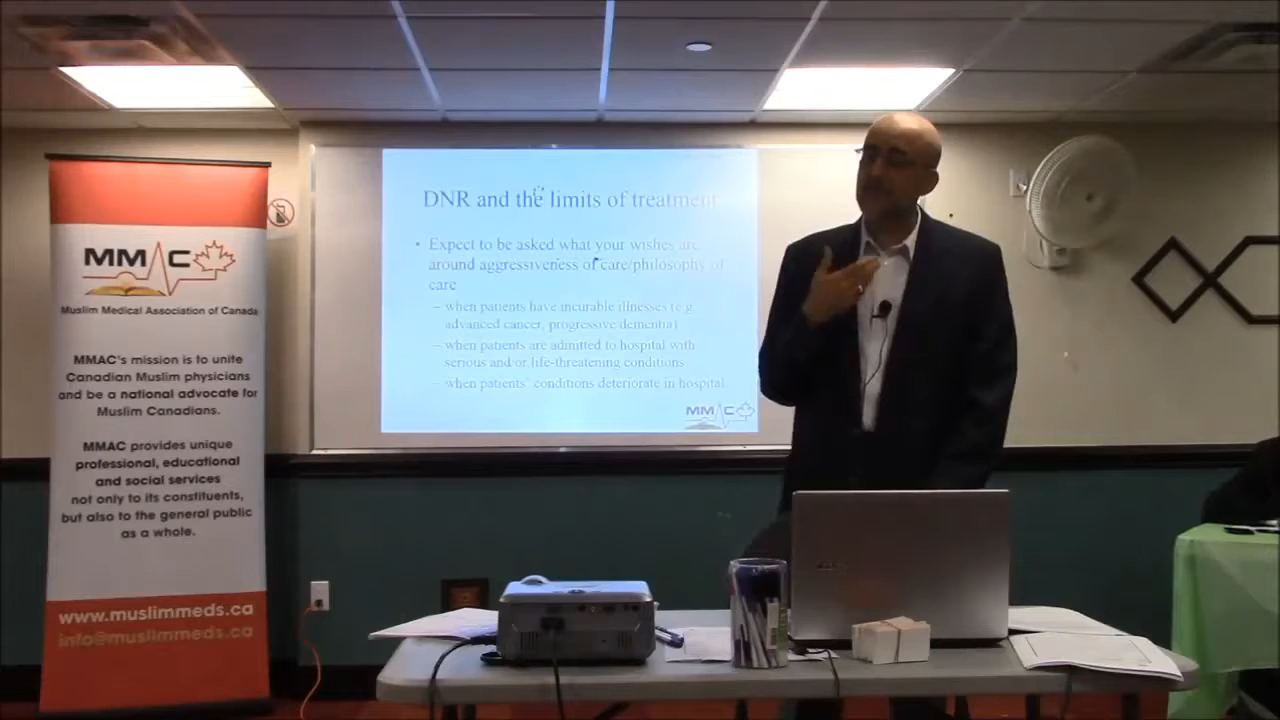 MMAC
Muslim Medical Association of Canada
MMAC's mission is to unite
Canadian Muslim physicians
and be a national advocate for
Muslim Canadians.
MMAC provides unique
professional, educational
and social services
not only to its constituents,
but also to the general public
as a whole.
www.muslimmeds.ca
info@muslimmeds.ca
DNR and the limits of treatment
• Expect to be asked what your wishes are
around aggressiveness of care/philosophy of
care
– when patients have incurable illnesses (e.g.
advanced cancer, progressive dementia)
– when patients are admitted to hospital with
serious and/or life-threatening conditions
– when patients' conditions deteriorate in hospital
MMAC